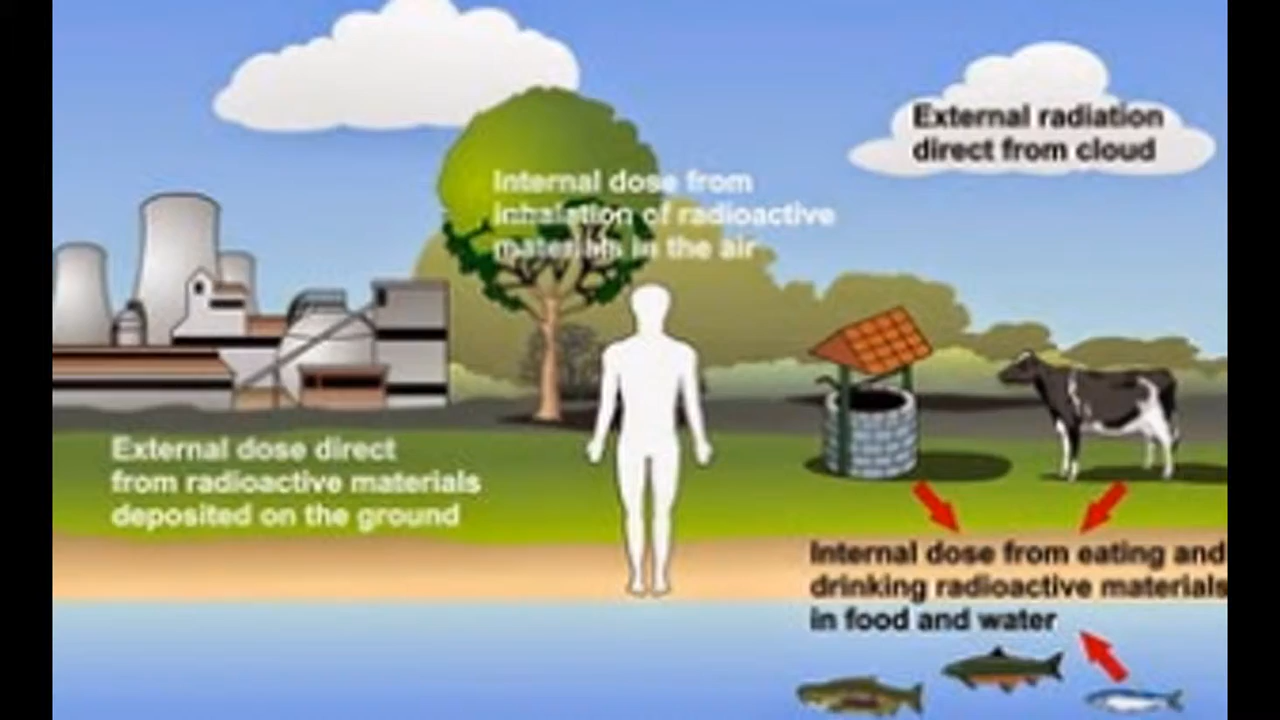 External radiation
direct from cloud
Internal dose from
inhalation of radioactive
materials in the air
External dose direct
from radioactive materials
deposited on the ground
Internal dose from eating and
drinking radioactive materials
in food and water